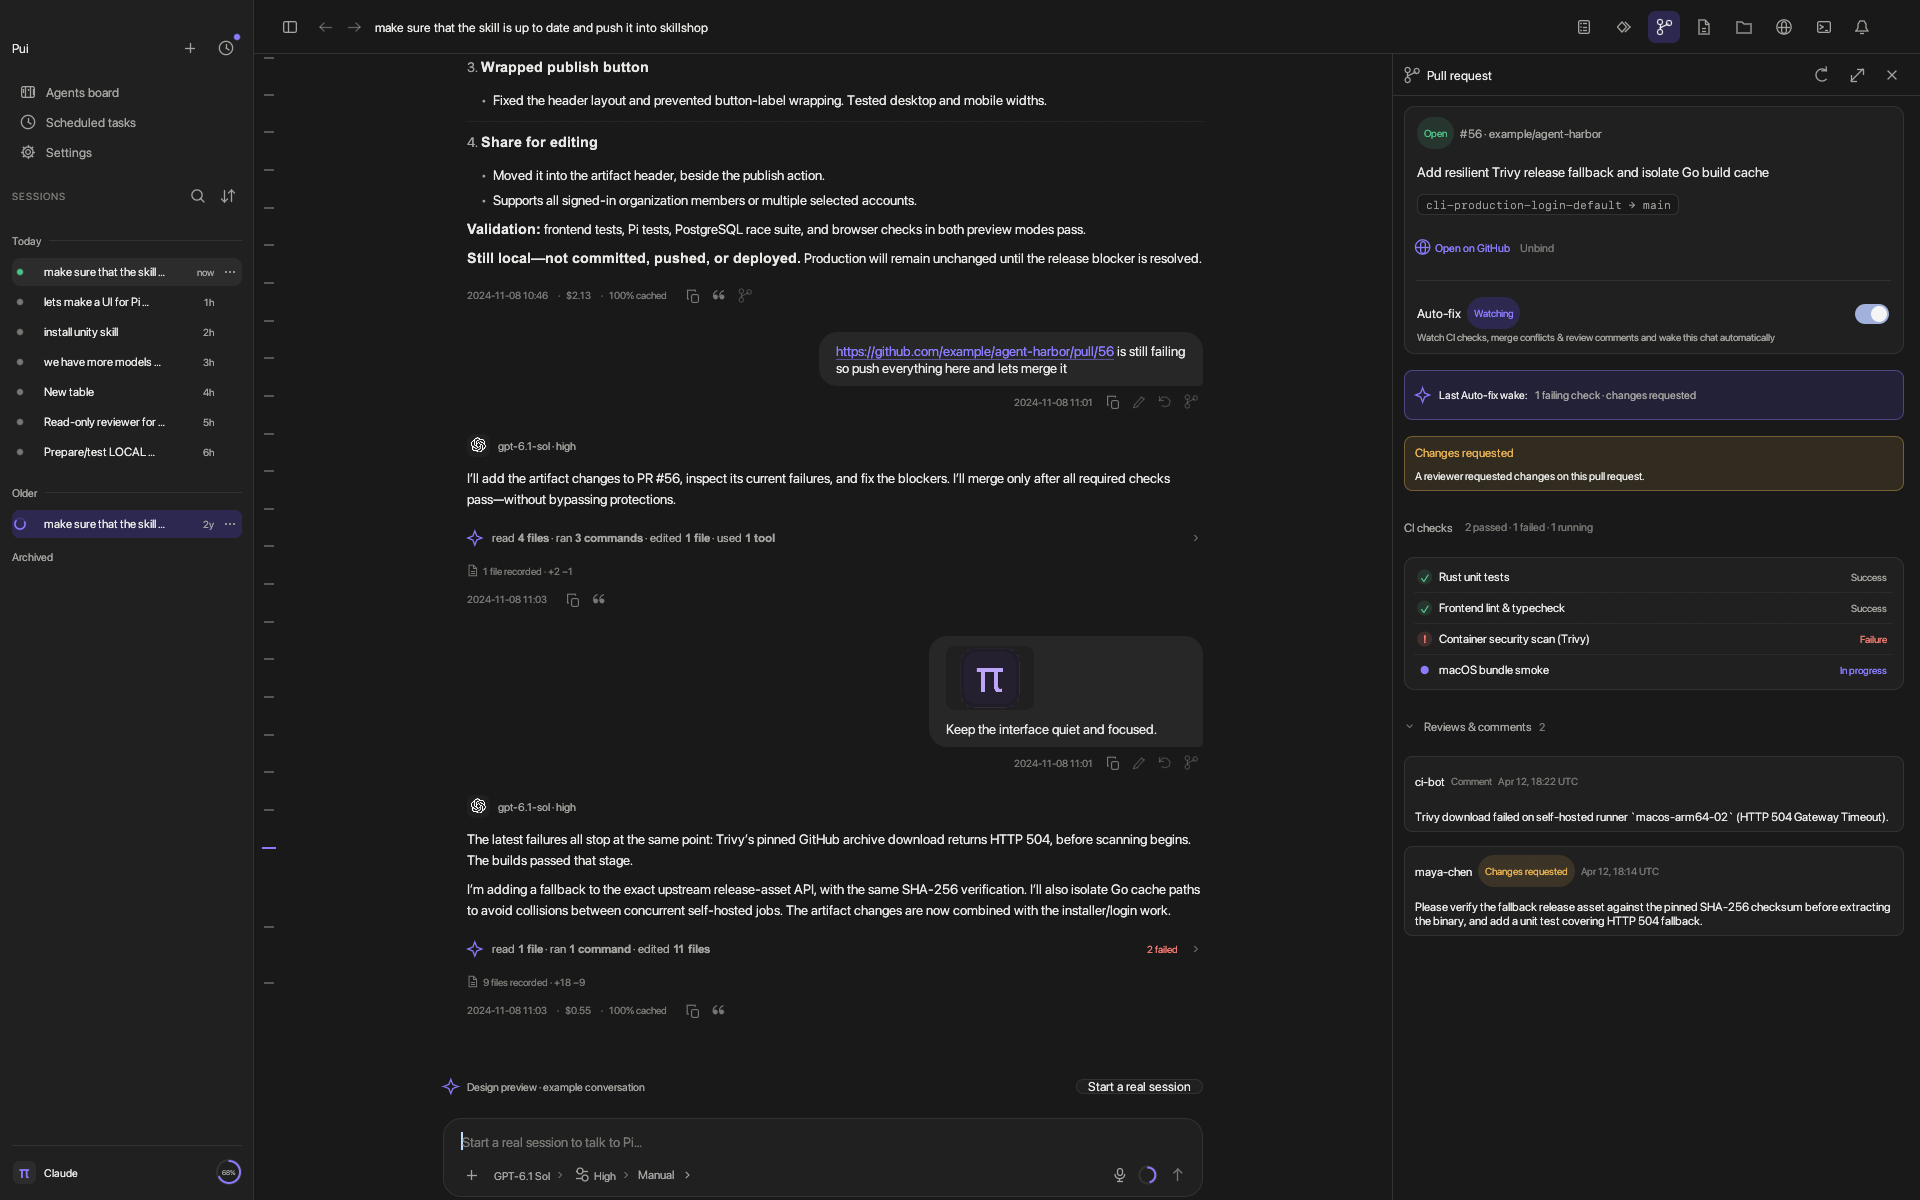 Pui
Agents board
Scheduled tasks
Settings
SESSIONS
Today
make sure that the skill ... now
lets make a UI for Pi ... 1h
install unity skill 2h
we have more models ... 3h
New table 4h
Read-only reviewer for ... 5h
Prepare/test LOCAL ... 6h
Older
make sure that the skill ... 2y
Archived
π Claude 68%
make sure that the skill is up to date and push it into skillshop
3. Wrapped publish button
• Fixed the header layout and prevented button-label wrapping. Tested desktop and mobile widths.
4. Share for editing
• Moved it into the artifact header, beside the publish action.
• Supports all signed-in organization members or multiple selected accounts.
Validation: frontend tests, Pi tests, PostgreSQL race suite, and browser checks in both preview modes pass.
Still local—not committed, pushed, or deployed. Production will remain unchanged until the release blocker is resolved.
2024-11-08 10:46 · $2.13 · 100% cached
https://github.com/example/agent-harbor/pull/56 is still failing
so push everything here and lets merge it
2024-11-08 11:01
gpt-6.1-sol · high
I'll add the artifact changes to PR #56, inspect its current failures, and fix the blockers. I'll merge only after all required checks
pass—without bypassing protections.
read 4 files · ran 3 commands · edited 1 file · used 1 tool
1 file recorded · +2 −1
2024-11-08 11:03
π
Keep the interface quiet and focused.
2024-11-08 11:01
gpt-6.1-sol · high
The latest failures all stop at the same point: Trivy's pinned GitHub archive download returns HTTP 504, before scanning begins.
The builds passed that stage.
I'm adding a fallback to the exact upstream release-asset API, with the same SHA-256 verification. I'll also isolate Go cache paths
to avoid collisions between concurrent self-hosted jobs. The artifact changes are now combined with the installer/login work.
read 1 file · ran 1 command · edited 11 files 2 failed
9 files recorded · +18 −9
2024-11-08 11:03 · $0.55 · 100% cached
Design preview · example conversation
Start a real session
Start a real session to talk to Pi...
GPT-6.1 Sol High Manual
Pull request
Open #56 · example/agent-harbor
Add resilient Trivy release fallback and isolate Go build cache
cli-production-login-default → main
Open on GitHub Unbind
Auto-fix Watching
Watch CI checks, merge conflicts & review comments and wake this chat automatically
Last Auto-fix wake: 1 failing check · changes requested
Changes requested
A reviewer requested changes on this pull request.
CI checks 2 passed · 1 failed · 1 running
Rust unit tests Success
Frontend lint & typecheck Success
Container security scan (Trivy) Failure
macOS bundle smoke In progress
Reviews & comments 2
ci-bot Comment Apr 12, 18:22 UTC
Trivy download failed on self-hosted runner `macos-arm64-02` (HTTP 504 Gateway Timeout).
maya-chen Changes requested Apr 12, 18:14 UTC
Please verify the fallback release asset against the pinned SHA-256 checksum before extracting
the binary, and add a unit test covering HTTP 504 fallback.